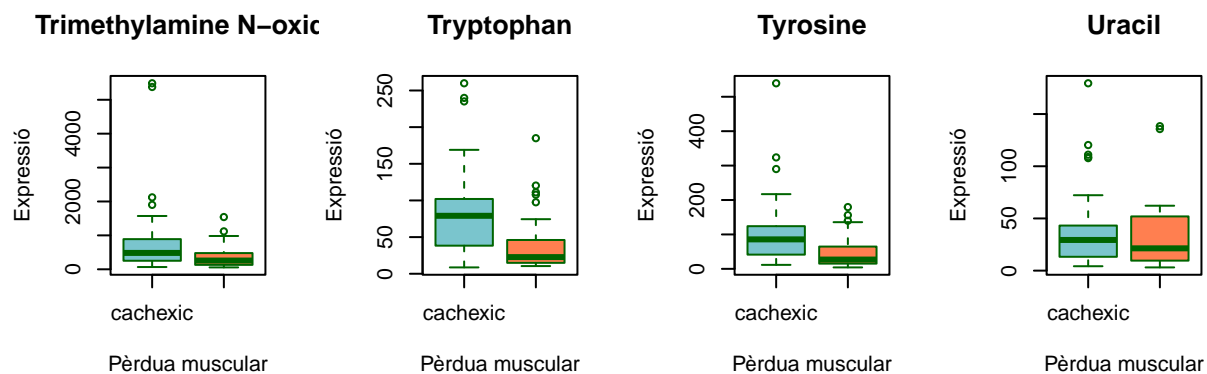 Trimethylamine N−oxid
Expressió
0
2000
4000
cachexic
Pèrdua muscular
Tryptophan
Expressió
0
50
150
250
cachexic
Pèrdua muscular
Tyrosine
Expressió
0
200
400
cachexic
Pèrdua muscular
Uracil
Expressió
0
50
100
cachexic
Pèrdua muscular